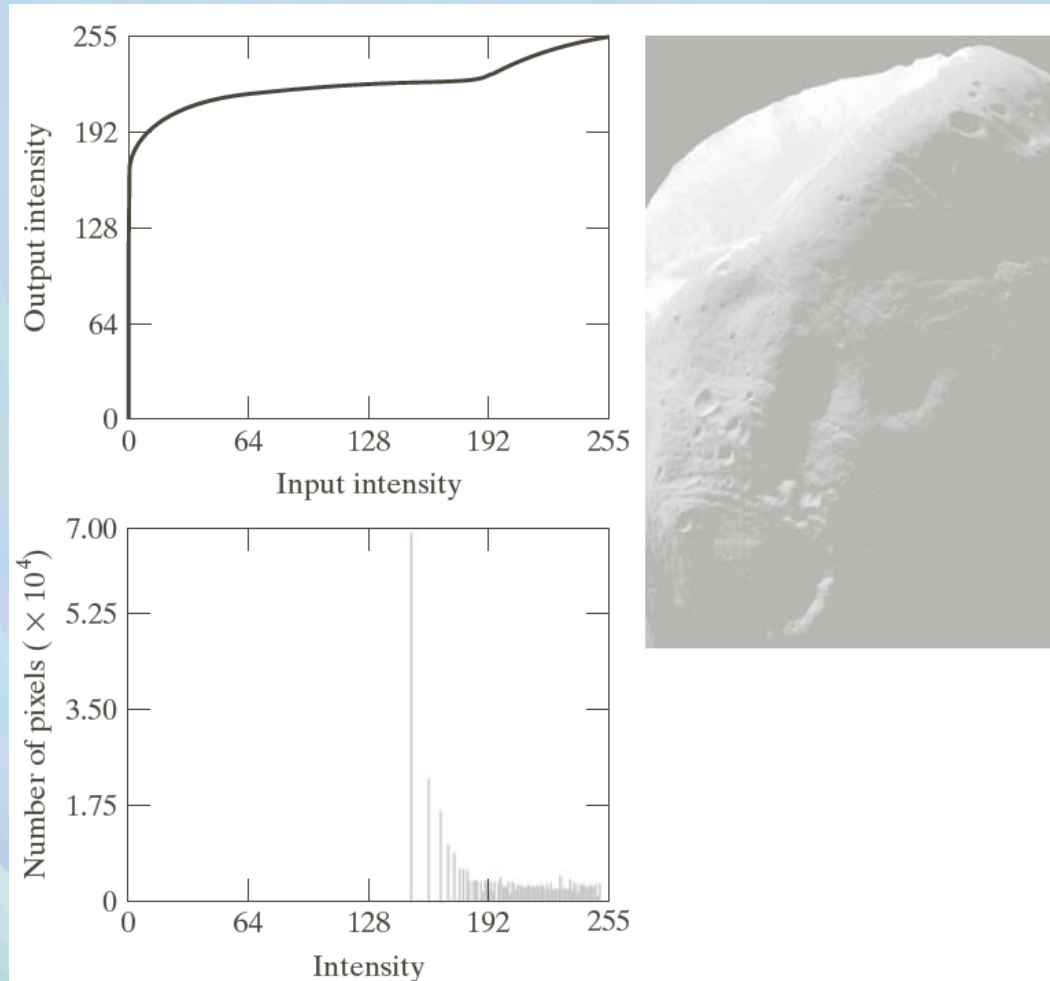 255
192
128
64
0
Output intensity
0 64 128 192 255
Input intensity
7.00
5.25
3.50
1.75
0
Number of pixels ( × 10⁴)
0 64 128 192 255
Intensity